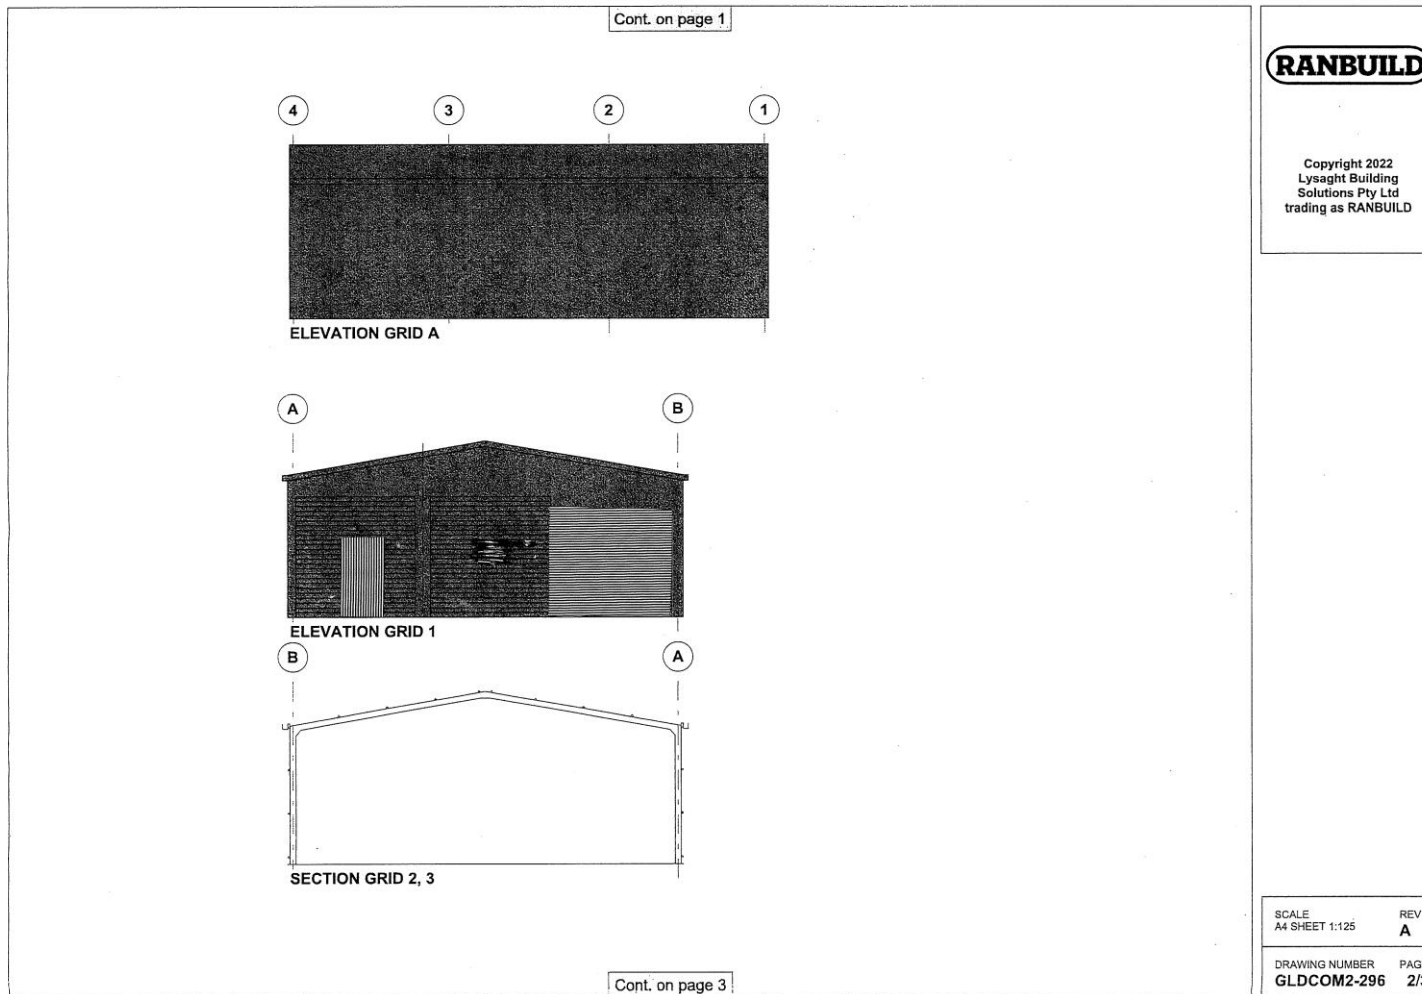 Cont. on page 1
RANBUILD
Copyright 2022
Lysaght Building
Solutions Pty Ltd
trading as RANBUILD
4 3 2 1
ELEVATION GRID A
A B
ELEVATION GRID 1
B A
SECTION GRID 2, 3
SCALE REV
A4 SHEET 1:125 A
DRAWING NUMBER PAG
GLDCOM2-296 2/
Cont. on page 3